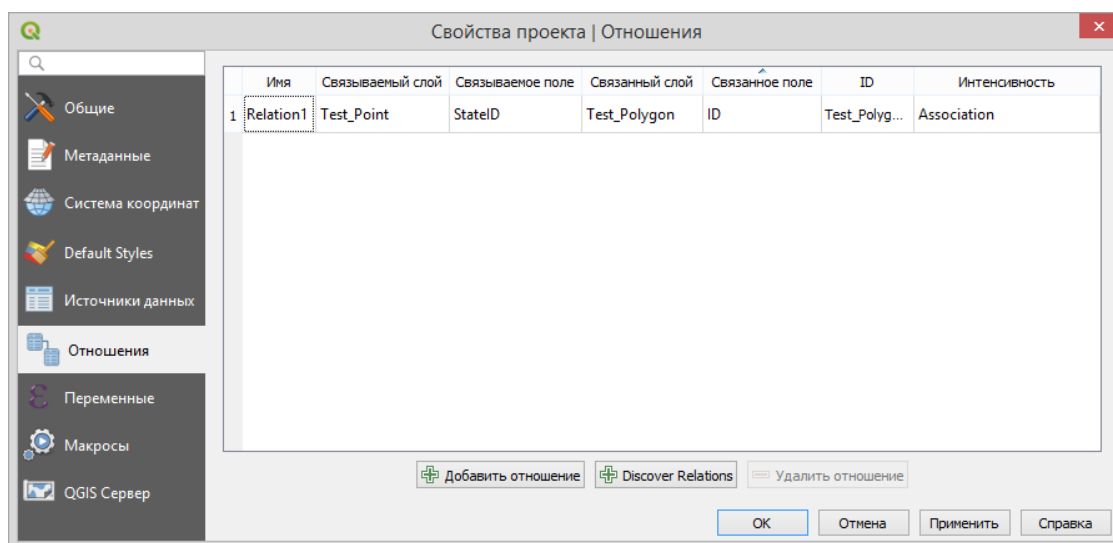 Свойства проекта | Отношения
Общие
Метаданные
Система координат
Default Styles
Источники данных
Отношения
Переменные
Макросы
QGIS Сервер
Имя Связываемый слой Связываемое поле Связанный слой Связанное поле ID Интенсивность
1 Relation1 Test_Point StateID Test_Polygon ID Test_Polyg... Association
Добавить отношение Discover Relations Удалить отношение
OK Отмена Применить Справка